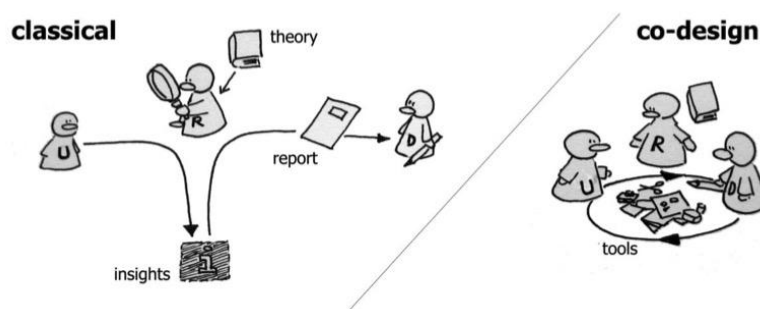 classical
theory
R
U
report
D
insights
i
co-design
R
U
D
tools